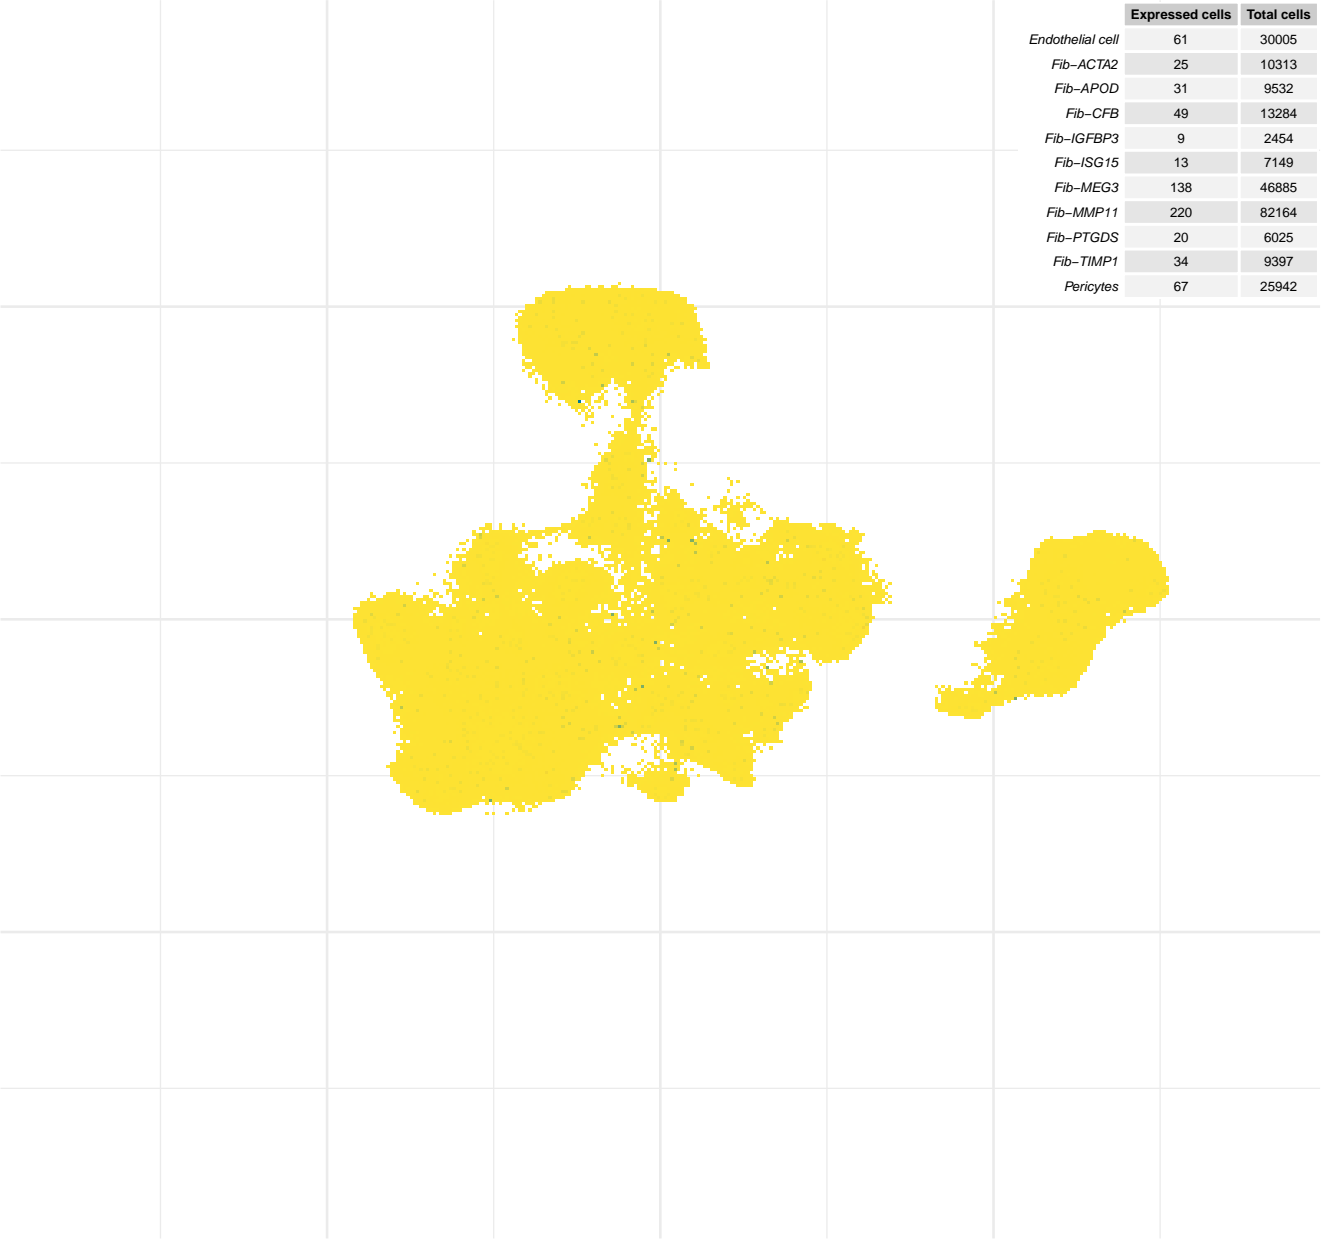 Expressed cells Total cells
Endothelial cell 61 30005
Fib−ACTA2 25 10313
Fib−APOD 31 9532
Fib−CFB 49 13284
Fib−IGFBP3 9 2454
Fib−ISG15 13 7149
Fib−MEG3 138 46885
Fib−MMP11 220 82164
Fib−PTGDS 20 6025
Fib−TIMP1 34 9397
Pericytes 67 25942